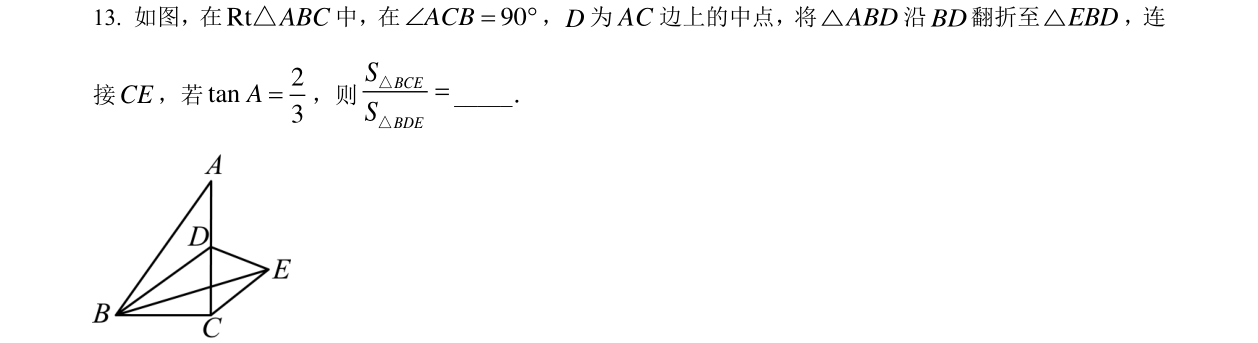 13. 如图，在Rt△ABC中，在∠ACB=90°，D为AC边上的中点，将△ABD沿BD翻折至△EBD，连
接CE，若tan A=2/3，则S△BCE/S△BDE=____.
A
D
E
B
C